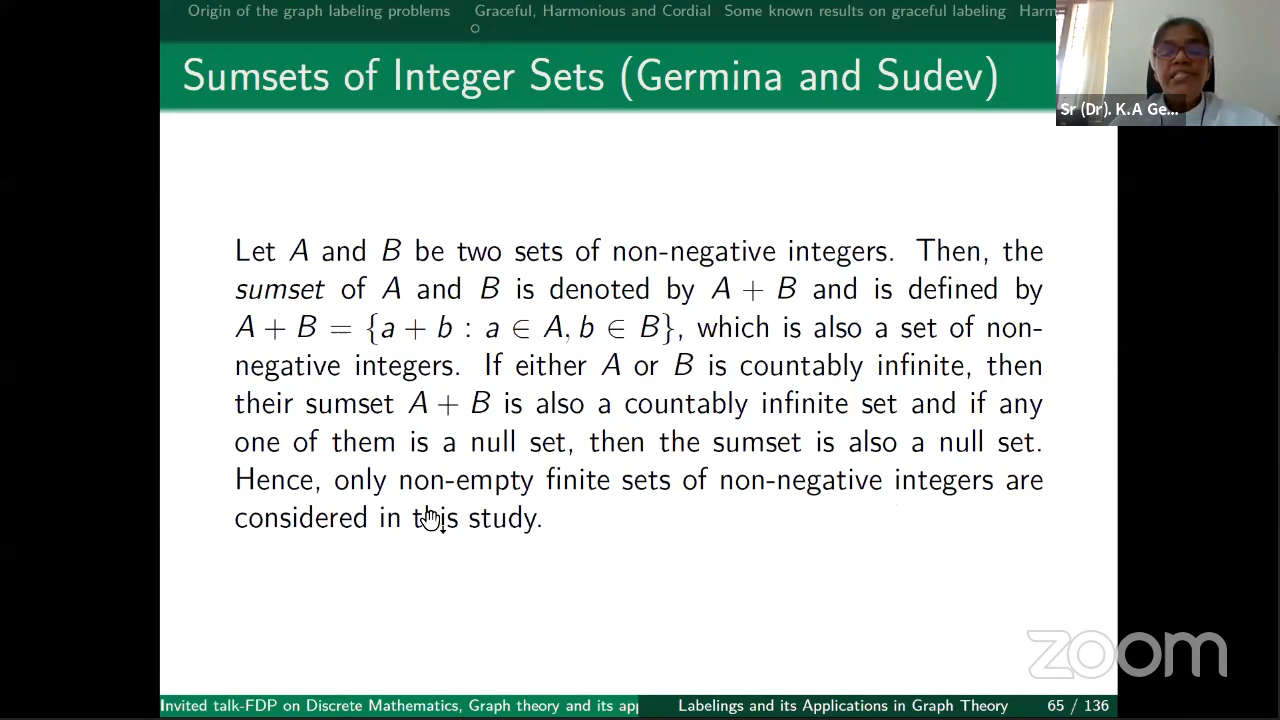 Origin of the graph labeling problems Graceful, Harmonious and Cordial Some known results on graceful labeling Harm
Sumsets of Integer Sets (Germina and Sudev)
Sr (Dr). K.A Ge...
Let A and B be two sets of non-negative integers. Then, the
sumset of A and B is denoted by A + B and is defined by
A + B = {a + b : a ∈ A, b ∈ B}, which is also a set of non-
negative integers. If either A or B is countably infinite, then
their sumset A + B is also a countably infinite set and if any
one of them is a null set, then the sumset is also a null set.
Hence, only non-empty finite sets of non-negative integers are
considered in this study.
zoom
Invited talk-FDP on Discrete Mathematics, Graph theory and its app Labelings and its Applications in Graph Theory 65 / 136